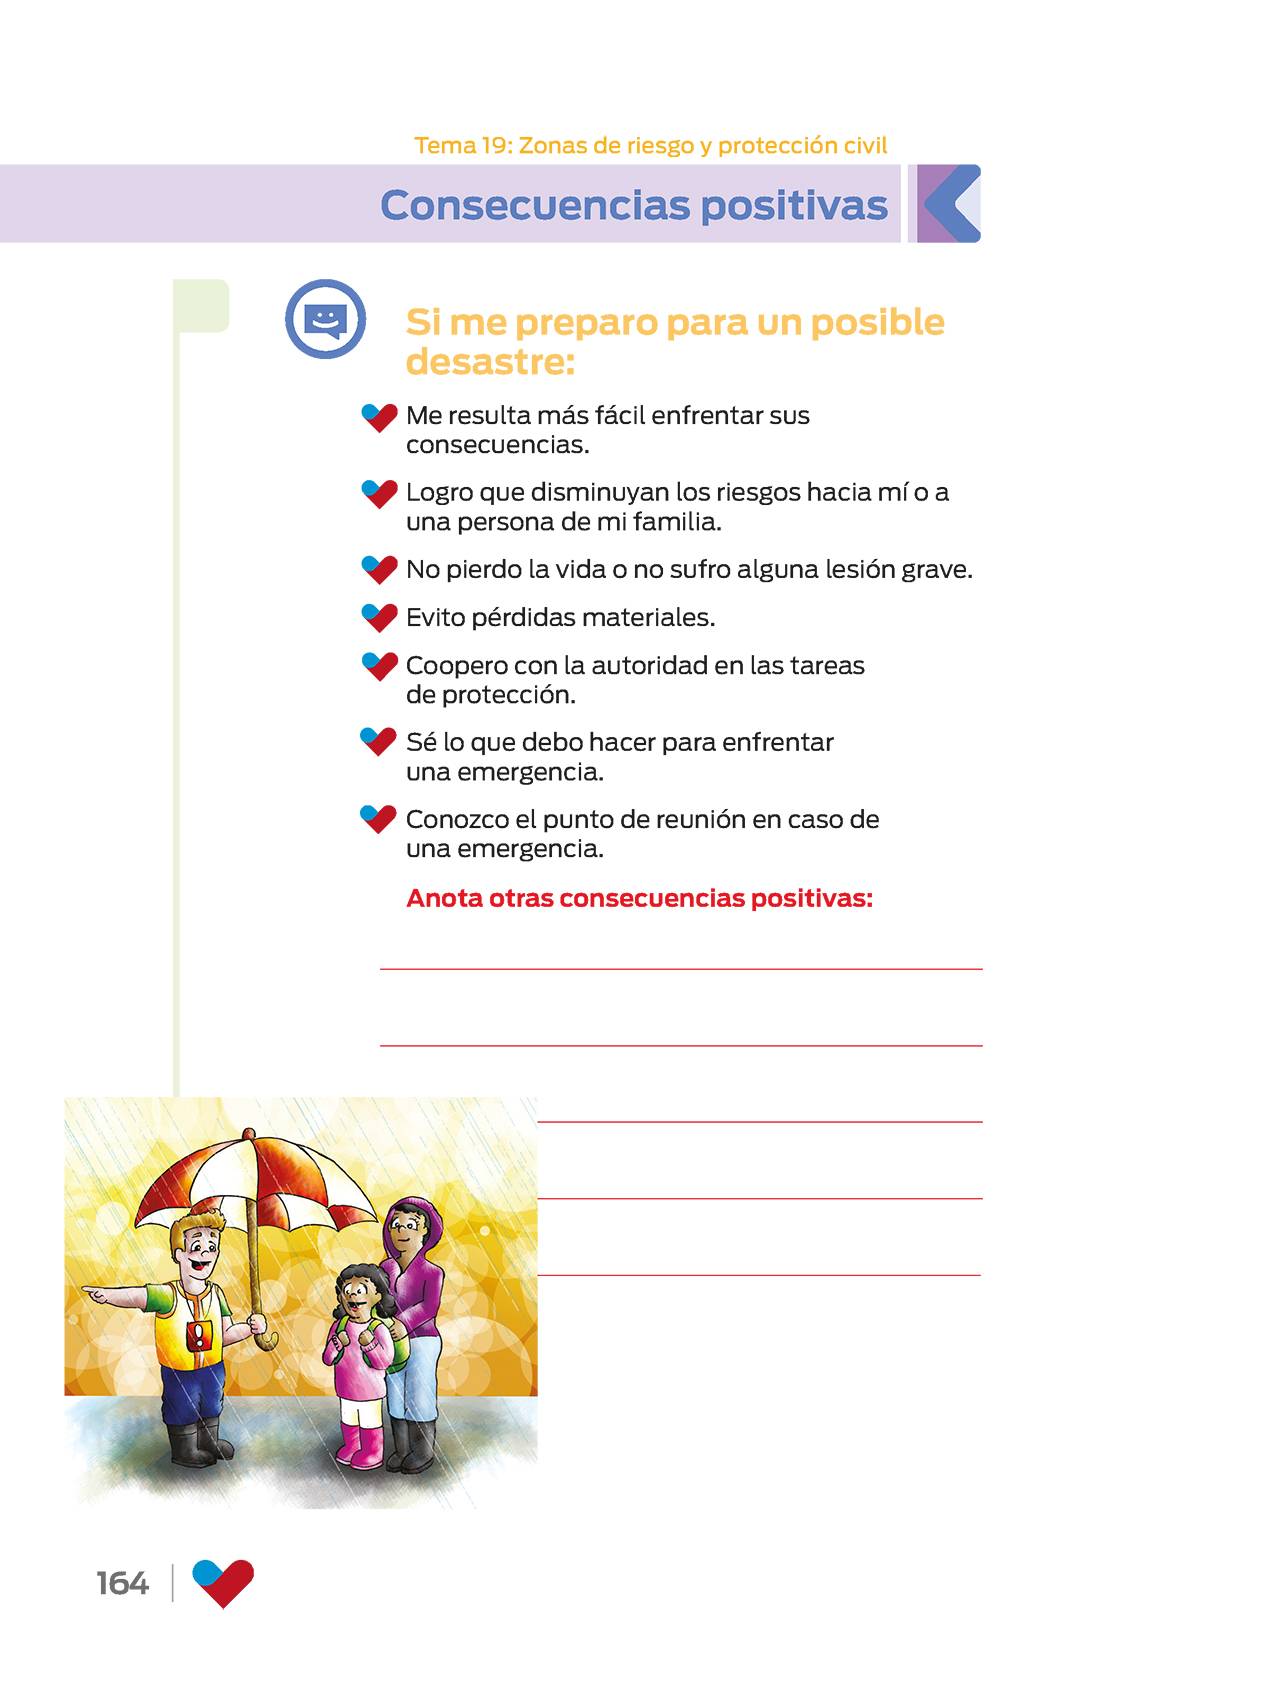 Tema 19: Zonas de riesgo y protección civil
Consecuencias positivas
Si me preparo para un posible
desastre:
Me resulta más fácil enfrentar sus
consecuencias.
Logro que disminuyan los riesgos hacia mí o a
una persona de mi familia.
No pierdo la vida o no sufro alguna lesión grave.
Evito pérdidas materiales.
Coopero con la autoridad en las tareas
de protección.
Sé lo que debo hacer para enfrentar
una emergencia.
Conozco el punto de reunión en caso de
una emergencia.
Anota otras consecuencias positivas:
!
164